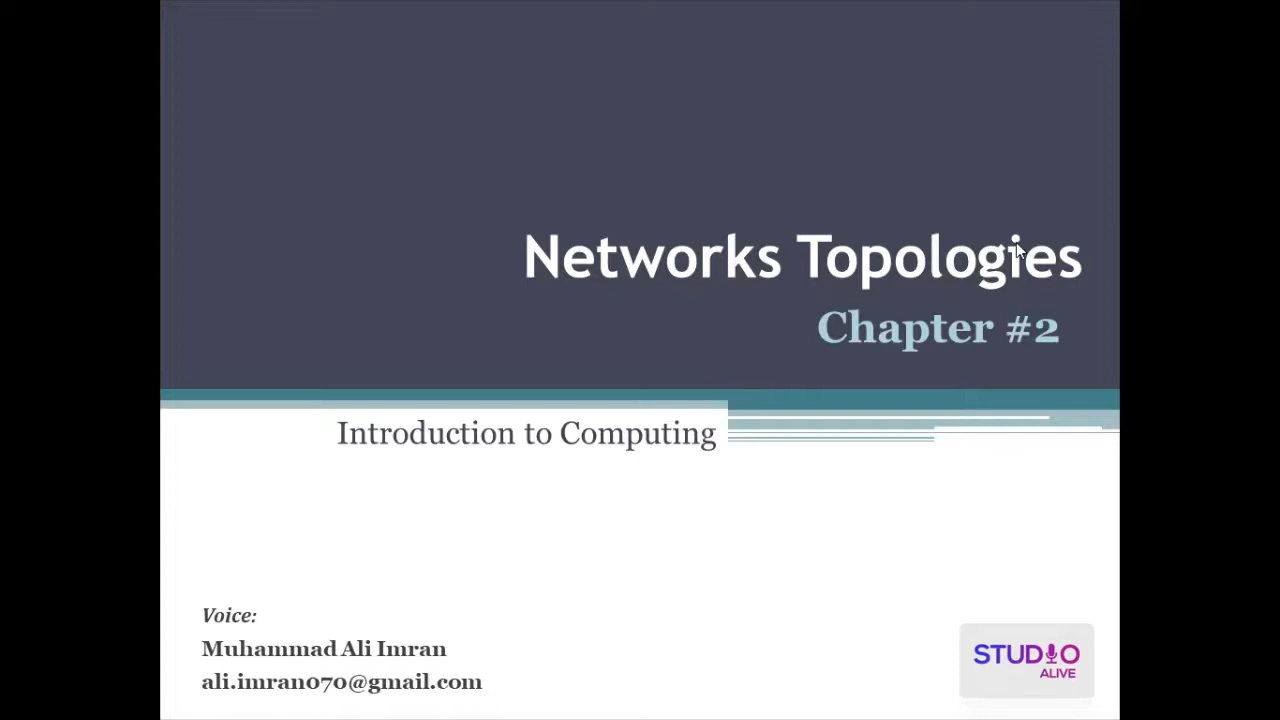 Networks Topologies
Chapter #2
Introduction to Computing
Voice:
Muhammad Ali Imran
ali.imran070@gmail.com
STUDIO
ALIVE